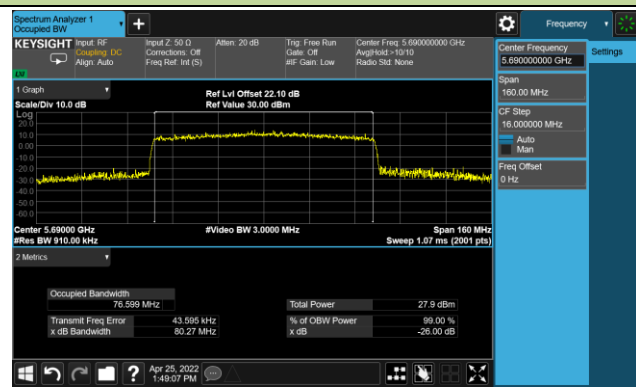 Spectrum Analyzer 1
Occupied BW
Frequency
KEYSIGHT
Input: RF
Coupling: DC
Align: Auto
Input Z: 50 Ω
Corrections: Off
Freq Ref: Int (S)
Atten: 20 dB
Trig: Free Run
Gate: Off
#IF Gain: Low
Center Freq: 5.690000000 GHz
Avg|Hold:>10/10
Radio Std: None
Center Frequency
5.690000000 GHz
Settings
Span
160.00 MHz
CF Step
16.000000 MHz
Auto
Man
Freq Offset
0 Hz
1 Graph
Scale/Div 10.0 dB
Ref Lvl Offset 22.10 dB
Ref Value 30.00 dBm
Log
20.0
10.0
0.00
-10.0
-20.0
-30.0
-40.0
-50.0
-60.0
Center 5.69000 GHz
#Res BW 910.00 kHz
#Video BW 3.0000 MHz
Span 160 MHz
Sweep 1.07 ms (2001 pts)
2 Metrics
Occupied Bandwidth
76.599 MHz
Transmit Freq Error 43.595 kHz
x dB Bandwidth 80.27 MHz
Total Power 27.9 dBm
% of OBW Power 99.00 %
x dB -26.00 dB
?
Apr 25, 2022
1:49:07 PM